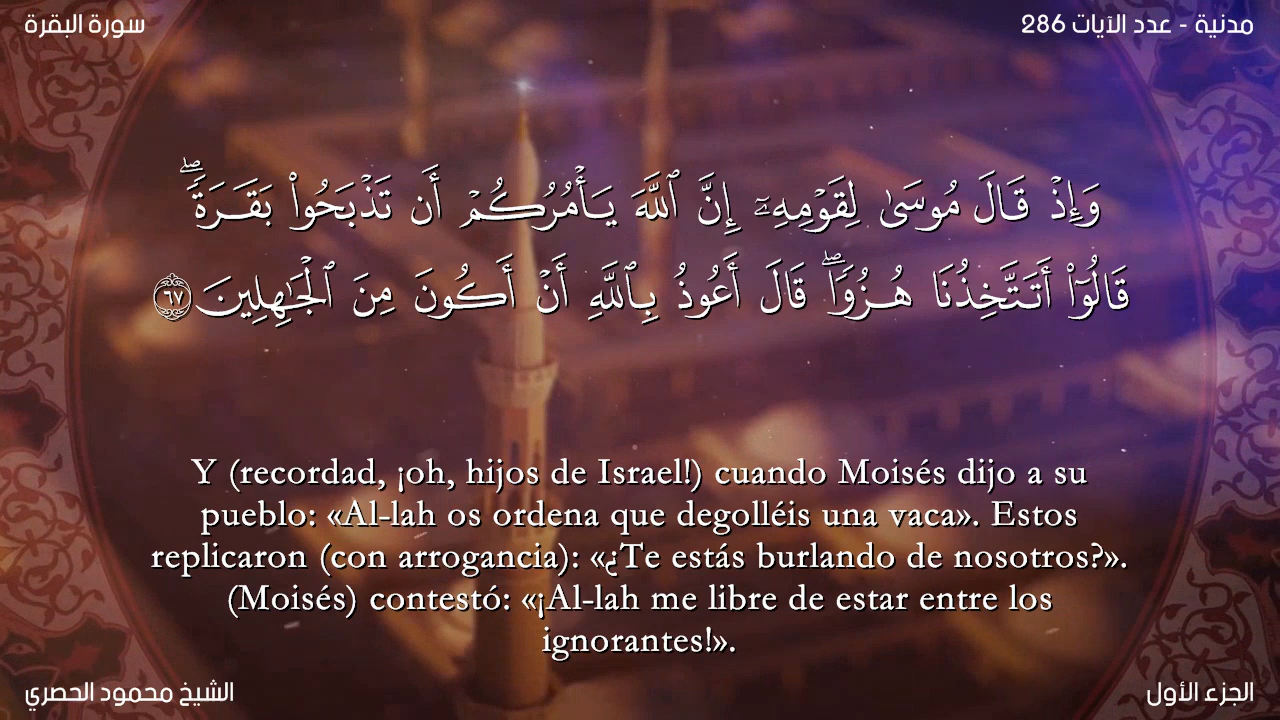 سورة البقرة
مدنية - عدد الآيات 286
وَإِذْ قَالَ مُوسَىٰ لِقَوْمِهِۦٓ إِنَّ ٱللَّهَ يَأْمُرُكُمْ أَن تَذْبَحُوا۟ بَقَرَةًۖ
قَالُوٓا۟ أَتَتَّخِذُنَا هُزُوًاۖ قَالَ أَعُوذُ بِٱللَّهِ أَنْ أَكُونَ مِنَ ٱلْجَٰهِلِينَ ٦٧
Y (recordad, ¡oh, hijos de Israel!) cuando Moisés dijo a su
pueblo: «Al-lah os ordena que degolléis una vaca». Estos
replicaron (con arrogancia): «¿Te estás burlando de nosotros?».
(Moisés) contestó: «¡Al-lah me libre de estar entre los
ignorantes!».
الشيخ محمود الحصري
الجزء الأول